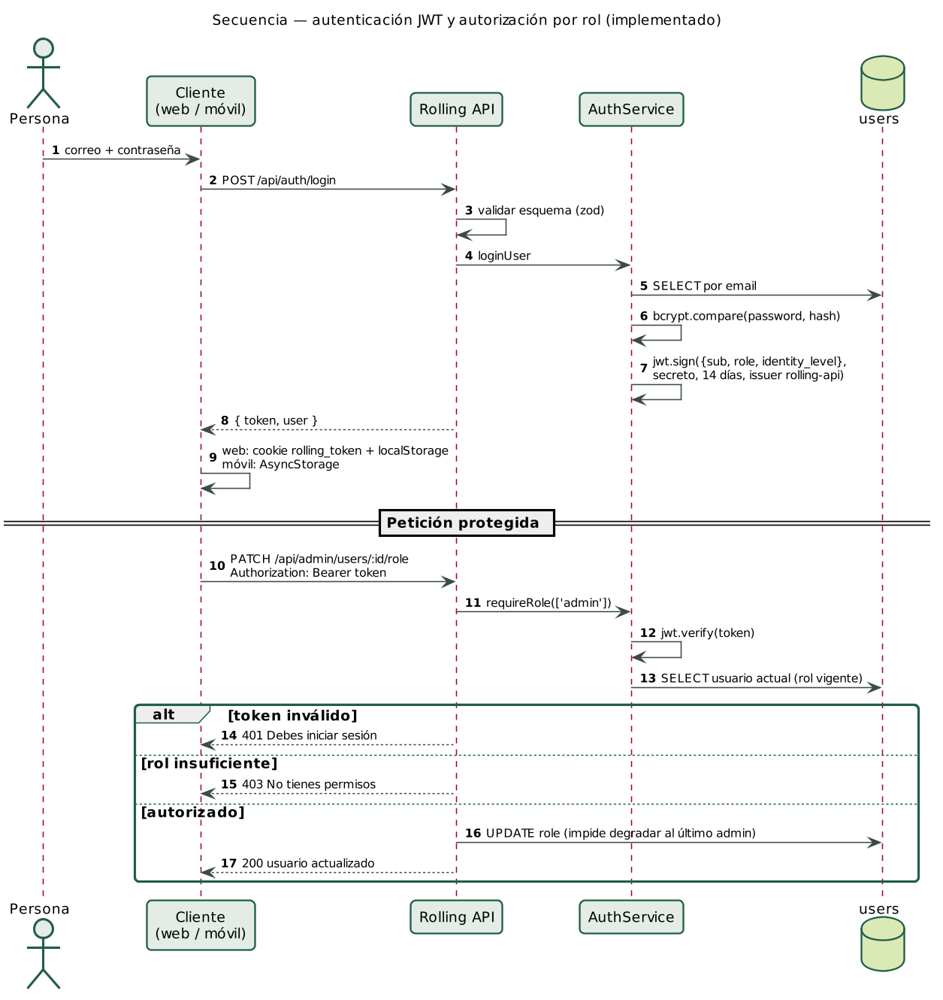 Secuencia — autenticación JWT y autorización por rol (implementado)
Persona
Cliente
(web / móvil)
Rolling API
AuthService
users
1 correo + contraseña
2 POST /api/auth/login
3 validar esquema (zod)
4 loginUser
5 SELECT por email
6 bcrypt.compare(password, hash)
7 jwt.sign({sub, role, identity_level},
secreto, 14 días, issuer rolling-api)
8 { token, user }
9 web: cookie rolling_token + localStorage
móvil: AsyncStorage
Petición protegida
10 PATCH /api/admin/users/:id/role
Authorization: Bearer token
11 requireRole(['admin'])
12 jwt.verify(token)
13 SELECT usuario actual (rol vigente)
alt [token inválido]
14 401 Debes iniciar sesión
[rol insuficiente]
15 403 No tienes permisos
[autorizado]
16 UPDATE role (impide degradar al último admin)
17 200 usuario actualizado
Persona
Cliente
(web / móvil)
Rolling API
AuthService
users